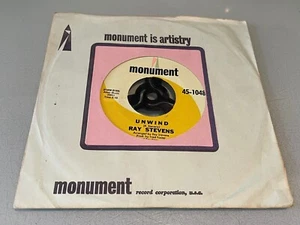 monument is artistry
monument
45-1048
UNWIND
RAY STEVENS
monument
record corporation, u.s.a.